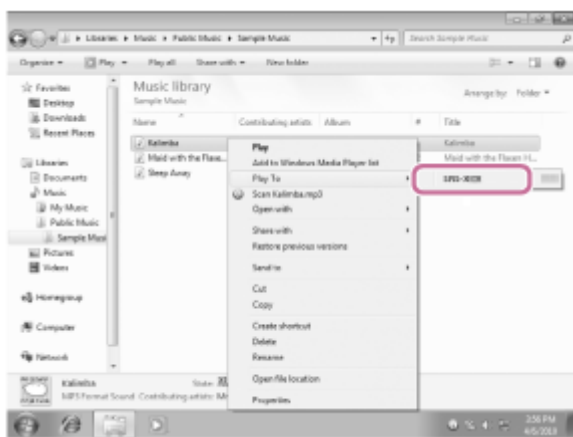 Libraries ▸ Music ▸ Public Music ▸ Sample Music
Search Sample Music
Organize
Play
Play all
Share with
New folder
Favorites
Desktop
Downloads
Recent Places
Libraries
Documents
Music
My Music
Public Music
Sample Musi
Pictures
Videos
Homegroup
Computer
Network
Music library
Sample Music
Arrange by: Folder
Name
Contributing artists
Album
#
Title
Kalimba
Kalimba
Maid with the Flaxe...
Maid with the Flaxen H...
Sleep Away
Play
Add to Windows Media Player list
Play To
Scan Kalimba.mp3
Open with
Share with
Restore previous versions
Send to
Cut
Copy
Create shortcut
Delete
Rename
Open file location
Properties
Kalimba
State:
MP3 Format Sound
Contributing artists:
2:56 PM